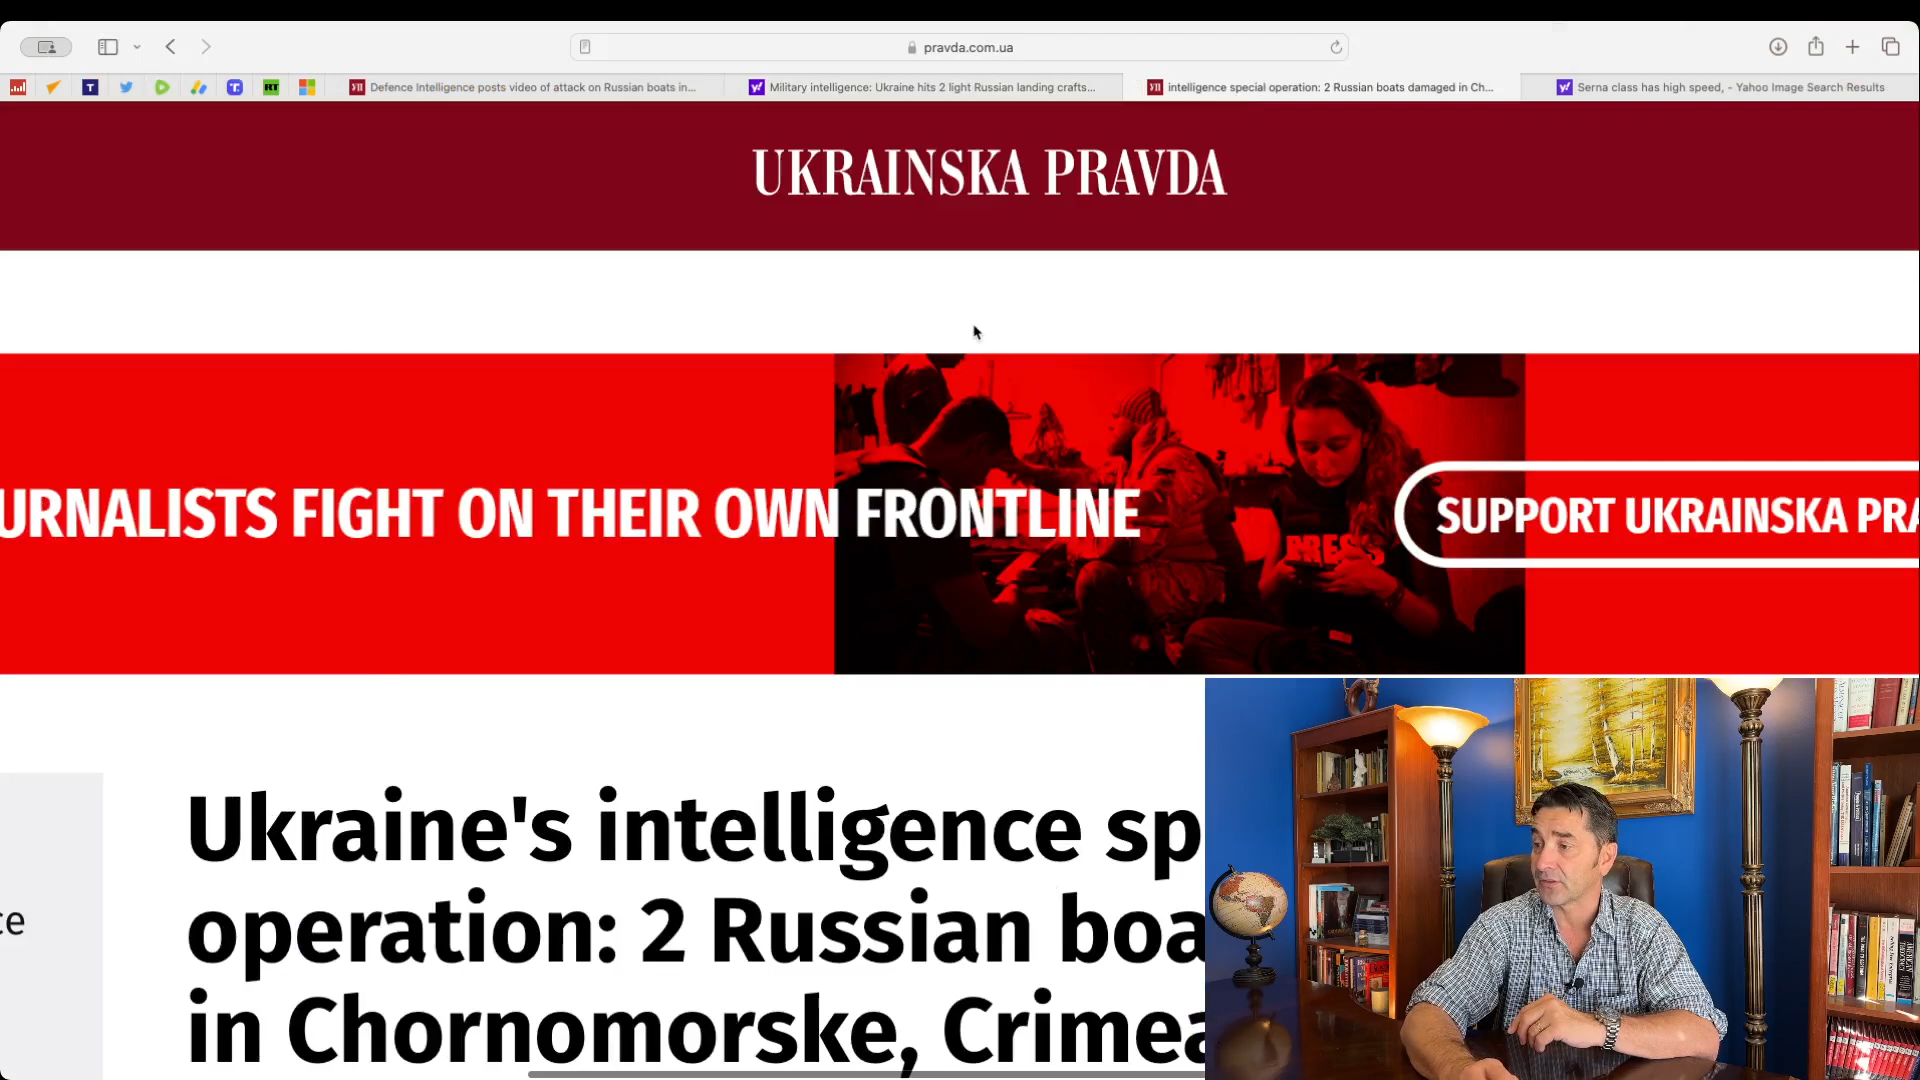 pravda.com.ua
Defence Intelligence posts video of attack on Russian boats in...
Military intelligence: Ukraine hits 2 light Russian landing crafts...
intelligence special operation: 2 Russian boats damaged in Ch...
Serna class has high speed, - Yahoo Image Search Results
UKRAINSKA PRAVDA
URNALISTS FIGHT ON THEIR OWN FRONTLINE
SUPPORT UKRAINSKA PRA
PRESS
Ukraine's intelligence sp
operation: 2 Russian boa
in Chornomorske, Crimea
ce